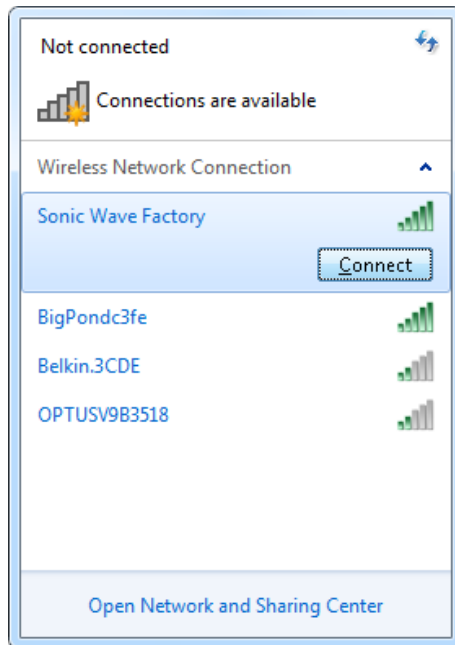 Not connected
Connections are available
Wireless Network Connection
Sonic Wave Factory
Connect
BigPondc3fe
Belkin.3CDE
OPTUSV9B3518
Open Network and Sharing Center